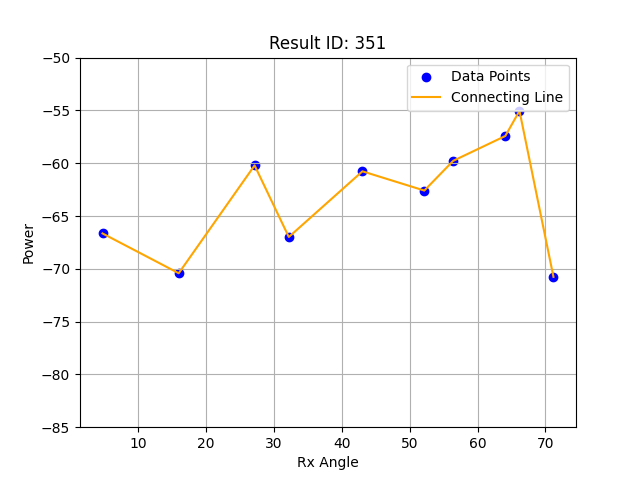 Result ID: 351
Data Points
Connecting Line
Power
−50
−55
−60
−65
−70
−75
−80
−85
10 20 30 40 50 60 70
Rx Angle